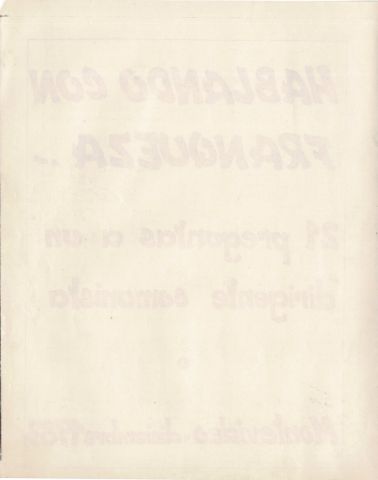 HABLANDO CON
FRANQUEZA..
21 preguntas a un
dirigente comunista
Montevideo-diciembre